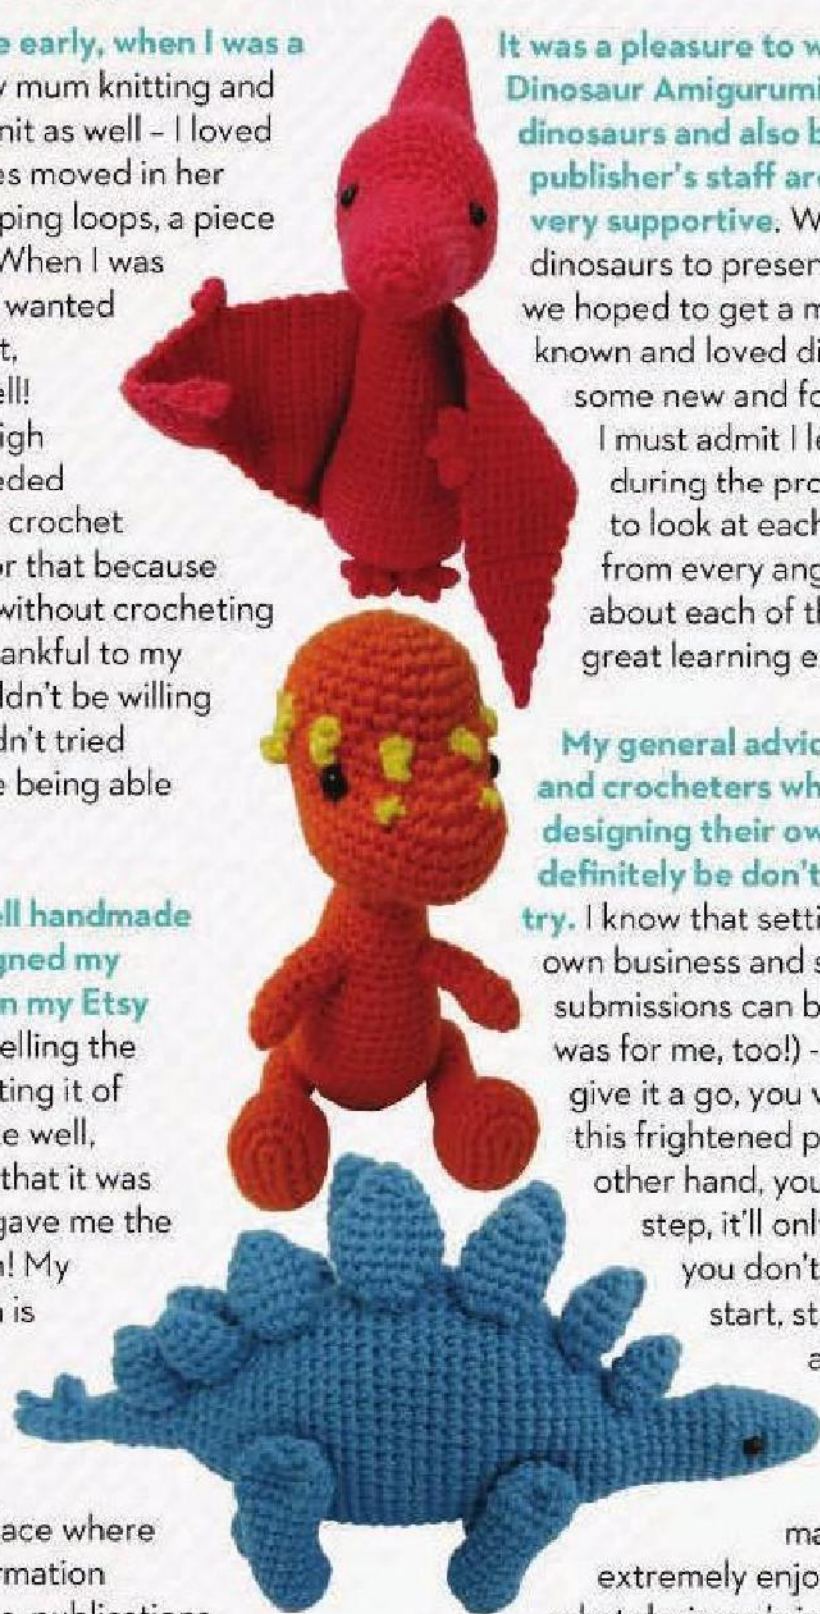 e early, when I was a
y mum knitting and
nit as well – I loved
es moved in her
ping loops, a piece
When I was
wanted
t,
ell!
igh
eded
crochet
or that because
without crocheting
ankful to my
ldn't be willing
dn't tried
e being able
ell handmade
gned my
n my Etsy
elling the
ting it of
e well,
that it was
gave me the
n! My
n is
ace where
rmation
It was a pleasure to w
Dinosaur Amigurumi
dinosaurs and also b
publisher's staff are
very supportive. W
dinosaurs to presen
we hoped to get a m
known and loved di
some new and fo
I must admit I le
during the pro
to look at each
from every ang
about each of th
great learning e
My general advic
and crocheters wh
designing their ow
definitely be don't
try. I know that setti
own business and s
submissions can b
was for me, too!) -
give it a go, you v
this frightened p
other hand, you
step, it'll onl
you don't
start, st
a
ma
extremely enjo